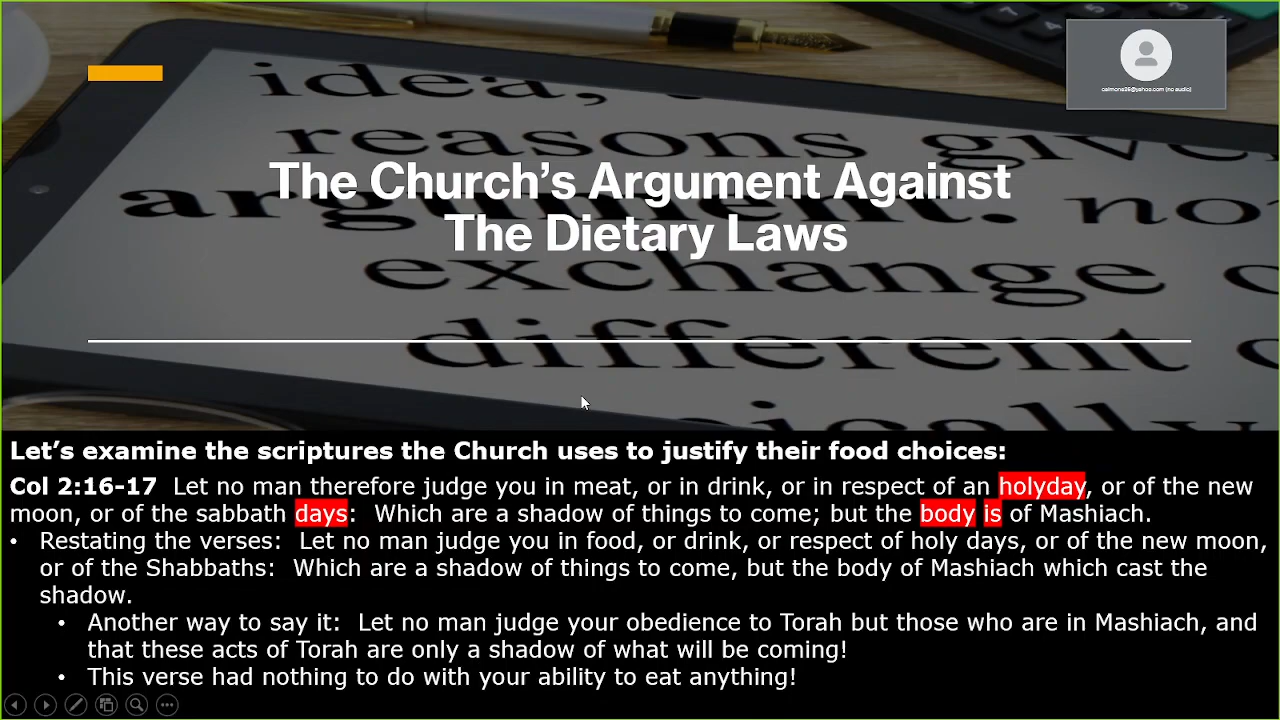 idea,
reasons give
argument. no
exchange
different
The Church's Argument Against
The Dietary Laws
Let's examine the scriptures the Church uses to justify their food choices:
Col 2:16-17 Let no man therefore judge you in meat, or in drink, or in respect of an holyday, or of the new
moon, or of the sabbath days: Which are a shadow of things to come; but the body is of Mashiach.
• Restating the verses: Let no man judge you in food, or drink, or respect of holy days, or of the new moon,
or of the Shabbaths: Which are a shadow of things to come, but the body of Mashiach which cast the
shadow.
• Another way to say it: Let no man judge your obedience to Torah but those who are in Mashiach, and
that these acts of Torah are only a shadow of what will be coming!
• This verse had nothing to do with your ability to eat anything!